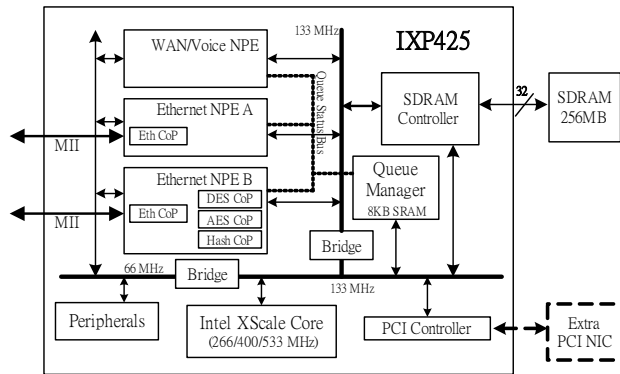 133 MHz
IXP425
WAN/Voice NPE
Queue Status Bus
Ethernet NPE A
Eth CoP
MII
SDRAM
Controller
32
SDRAM
256MB
Ethernet NPE B
DES CoP
Eth CoP
AES CoP
Hash CoP
MII
Queue
Manager
8KB SRAM
Bridge
66 MHz
Bridge
133 MHz
Peripherals
Intel XScale Core
(266/400/533 MHz)
PCI Controller
Extra
PCI NIC